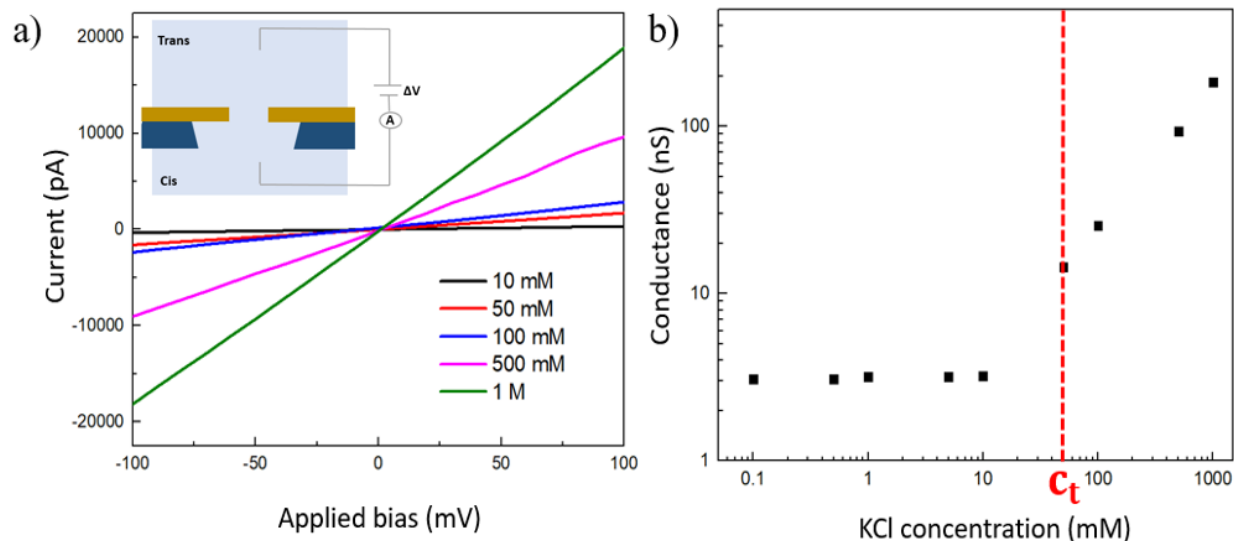 a)
20000
10000
0
-10000
-20000
Current (pA)
Trans
Cis
ΔV
A
10 mM
50 mM
100 mM
500 mM
1 M
-100
-50
0
50
100
Applied bias (mV)
b)
100
10
1
Conductance (nS)
0.1
1
10
100
1000
c_t
KCl concentration (mM)